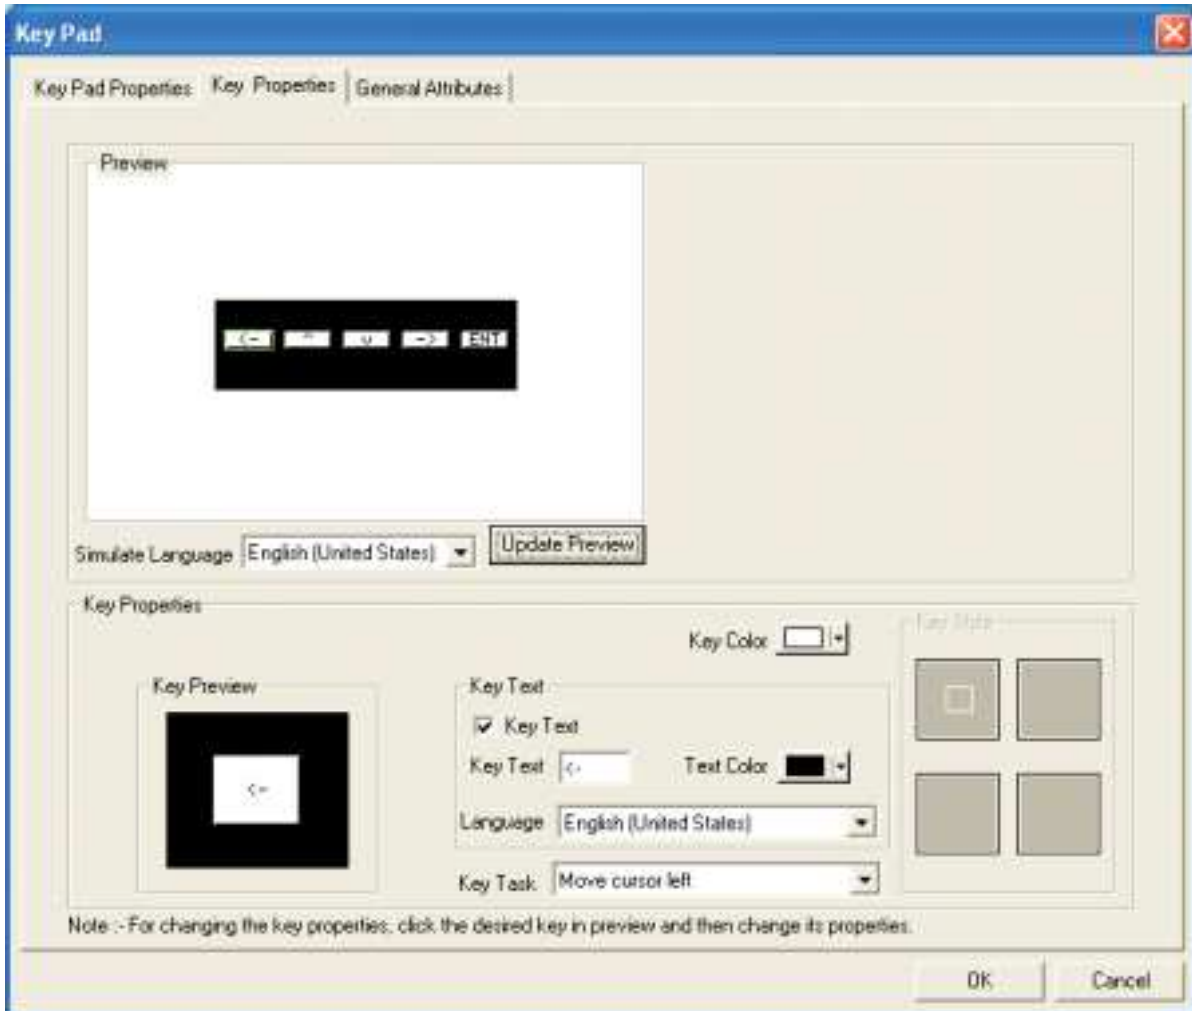 Key Pad
Key Pad Properties Key Properties General Attributes
Preview
<- ^ v -> ENT
Simulate Language English (United States) Update Preview
Key Properties
Key Color
Key Style
Key Preview
<-
Key Text
Key Text
Key Text <- Text Color
Language English (United States)
Key Task Move cursor left
Note :- For changing the key properties, click the desired key in preview and then change its properties.
OK Cancel